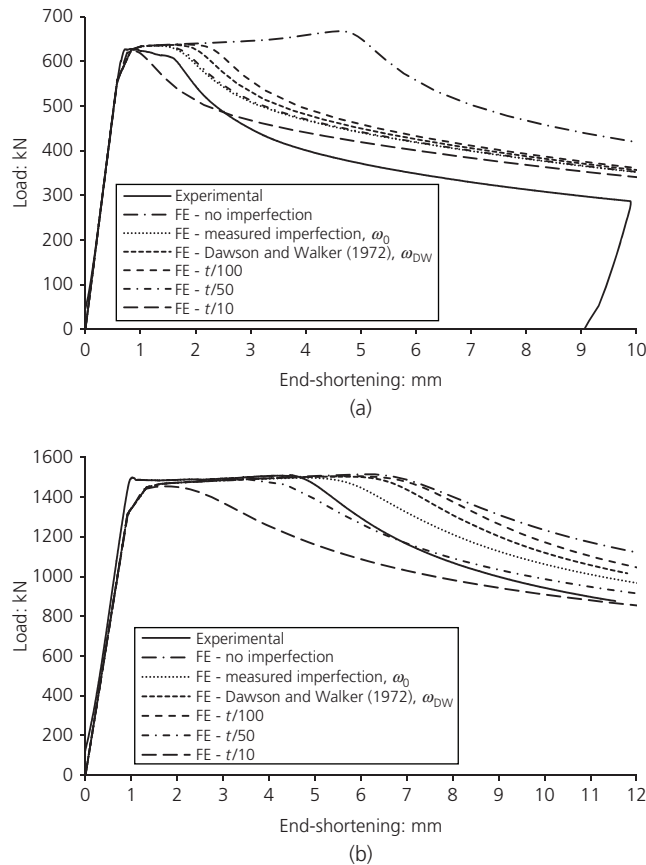 700
600
500
400
300
200
100
0
Load: kN
Experimental
FE - no imperfection
FE - measured imperfection, ω0
FE - Dawson and Walker (1972), ωDW
FE - t/100
FE - t/50
FE - t/10
0 1 2 3 4 5 6 7 8 9 10
End-shortening: mm
(a)
1600
1400
1200
1000
800
600
400
200
0
Load: kN
Experimental
FE - no imperfection
FE - measured imperfection, ω0
FE - Dawson and Walker (1972), ωDW
FE - t/100
FE - t/50
FE - t/10
0 1 2 3 4 5 6 7 8 9 10 11 12
End-shortening: mm
(b)